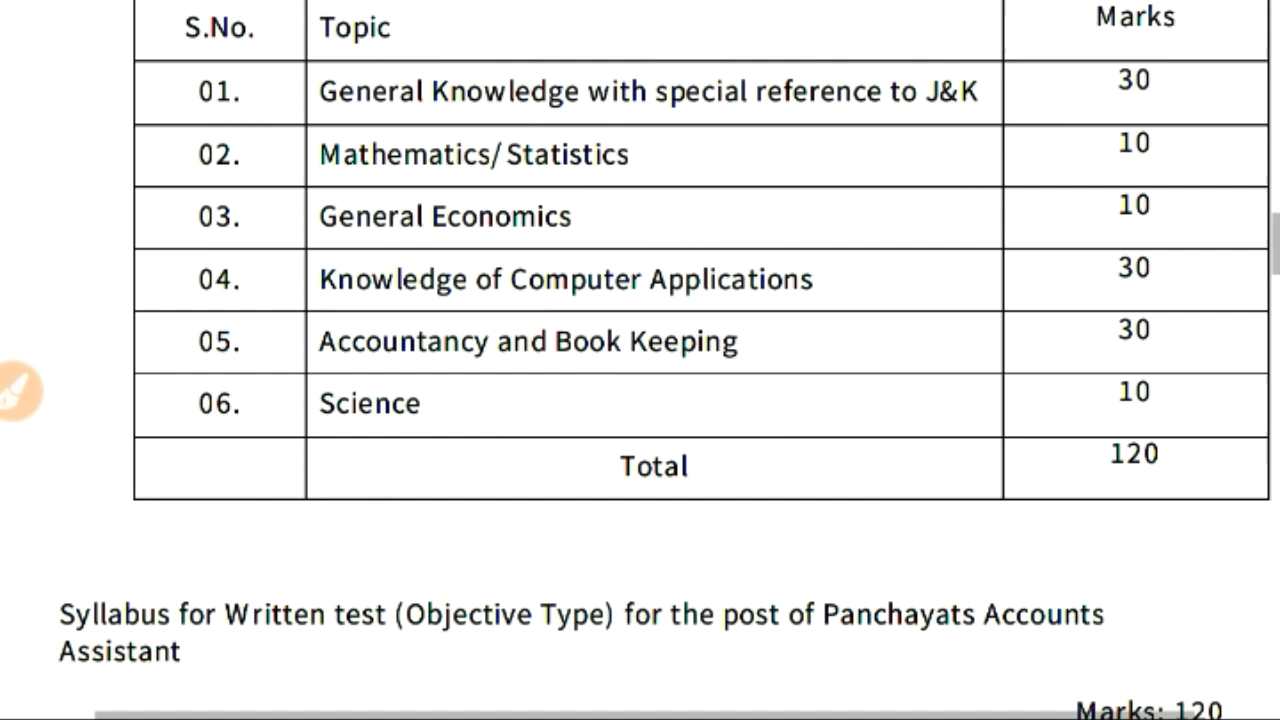 S.No. Topic Marks
01. General Knowledge with special reference to J&K 30
02. Mathematics/ Statistics 10
03. General Economics 10
04. Knowledge of Computer Applications 30
05. Accountancy and Book Keeping 30
06. Science 10
Total 120
Syllabus for Written test (Objective Type) for the post of Panchayats Accounts
Assistant
Marks: 120